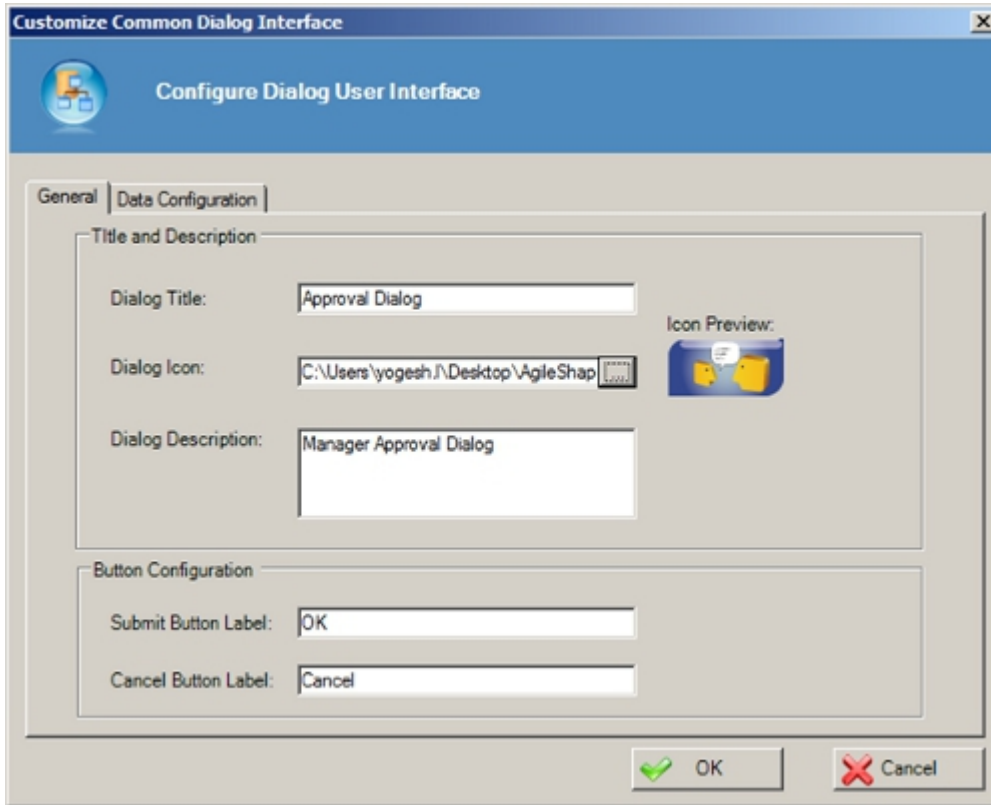 Customize Common Dialog Interface
Configure Dialog User Interface
General
Data Configuration
TItle and Description
Dialog Title:
Approval Dialog
Icon Preview:
Dialog Icon:
C:\Users\yogesh.l\Desktop\AgileShap
...
Dialog Description:
Manager Approval Dialog
Button Configuration
Submit Button Label:
OK
Cancel Button Label:
Cancel
OK
Cancel